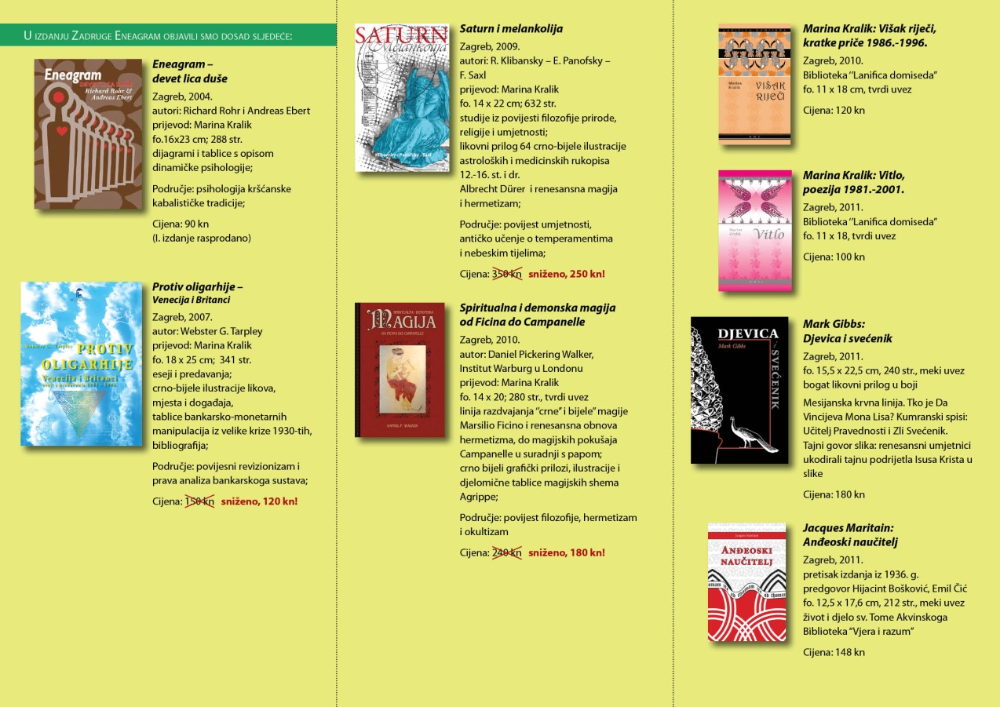 U IZDANJU ZADRUGE ENEAGRAM OBJAVILI SMO DOSAD SLJEDEĆE:
Eneagram
DEVET LICA DUŠE
Richard Rohr &
Andreas Ebert
Eneagram –
devet lica duše
Zagreb, 2004.
autori: Richard Rohr i Andreas Ebert
prijevod: Marina Kralik
fo.16x23 cm; 288 str.
dijagrami i tablice s opisom
dinamičke psihologije;
Područje: psihologija kršćanske
kabalističke tradicije;
Cijena: 90 kn
(I. izdanje rasprodano)
Webster G. Tarpley
PROTIV
OLIGARHIJE
Venecija i Britanci
Protiv oligarhije –
Venecija i Britanci
Zagreb, 2007.
autor: Webster G. Tarpley
prijevod: Marina Kralik
fo. 18 x 25 cm; 341 str.
eseji i predavanja;
crno-bijele ilustracije likova,
mjesta i događaja,
tablice bankarsko-monetarnih
manipulacija iz velike krize 1930-tih,
bibliografija;
Područje: povijesni revizionizam i
prava analiza bankarskoga sustava;
Cijena: 150 kn sniženo, 120 kn!
SATURN
Melankolija
Klibansky - Panofsky - Saxl
Saturn i melankolija
Zagreb, 2009.
autori: R. Klibansky – E. Panofsky –
F. Saxl
prijevod: Marina Kralik
fo. 14 x 22 cm; 632 str.
studije iz povijesti filozofije prirode,
religije i umjetnosti;
likovni prilog 64 crno-bijele ilustracije
astroloških i medicinskih rukopisa
12.-16. st. i dr.
Albrecht Dürer i renesansna magija
i hermetizam;
Područje: povijest umjetnosti,
antičko učenje o temperamentima
i nebeskim tijelima;
Cijena: 350 kn sniženo, 250 kn!
SPIRITUALNA I DEMONSKA
MAGIJA
OD FICINA DO CAMPANELLE
DANIEL P. WALKER
Spiritualna i demonska magija
od Ficina do Campanelle
Zagreb, 2010.
autor: Daniel Pickering Walker,
Institut Warburg u Londonu
prijevod: Marina Kralik
fo. 14 x 20; 280 str., tvrdi uvez
linija razdvajanja ‘’crne’’ i bijele’’ magije
Marsilio Ficino i renesansna obnova
hermetizma, do magijskih pokušaja
Campanelle u suradnji s papom;
crno bijeli grafički prilozi, ilustracije i
djelomične tablice magijskih shema
Agrippe;
Područje: povijest filozofije, hermetizam
i okultizam
Cijena: 240 kn sniženo, 180 kn!
Marina
Kralik
VIŠAK
RIJEČI
Marina Kralik: Višak riječi,
kratke priče 1986.-1996.
Zagreb, 2010.
Biblioteka ‘’Lanifica domiseda’’
fo. 11 x 18 cm, tvrdi uvez
Cijena: 120 kn
Marina
Kralik
Vitlo
Marina Kralik: Vitlo,
poezija 1981.-2001.
Zagreb, 2011.
Biblioteka ‘’Lanifica domiseda’’
fo. 11 x 18, tvrdi uvez
Cijena: 100 kn
DJEVICA
Mark Gibbs
i SVEĆENIK
Mark Gibbs:
Djevica i svećenik
Zagreb, 2011.
fo. 15,5 x 22,5 cm, 240 str., meki uvez
bogat likovni prilog u boji
Mesijanska krvna linija. Tko je Da
Vincijeva Mona Lisa? Kumranski spisi:
Učitelj Pravednosti i Zli Svećenik.
Tajni govor slika: renesansni umjetnici
ukodirali tajnu podrijetla Isusa Krista u
slike
Cijena: 180 kn
Jacques Maritain
ANĐEOSKI
NAUČITELJ
Jacques Maritain:
Anđeoski naučitelj
Zagreb, 2011.
pretisak izdanja iz 1936. g.
predgovor Hijacint Bošković, Emil Čić
fo. 12,5 x 17,6 cm, 212 str., meki uvez
život i djelo sv. Tome Akvinskoga
Biblioteka “Vjera i razum”
Cijena: 148 kn